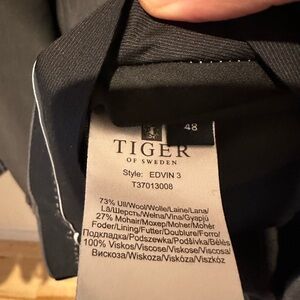 48
TIGER
OF SWEDEN
Style: EDVIN 3
T37013008
73% Ull/Wool/Wolle/Laine/Lana/
Lã/Шерсть/Wełna/Vlna/Gyapjú
27% Mohair/Moxер/Moher/Mohér
Foder/Lining/Futter/Doublure/Forro/
Подкладка/Podszewka/Podšívka/Bélés
100% Viskos/Viscose/Viskose/Viscosa/
Вискоза/Wiskoza/Viskóza/Viszkóz